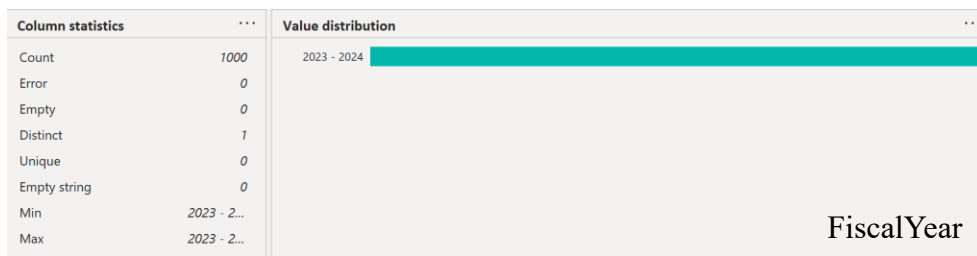 Column statistics ...
Count 1000
Error 0
Empty 0
Distinct 1
Unique 0
Empty string 0
Min 2023 - 2...
Max 2023 - 2...
Value distribution ...
2023 - 2024
FiscalYear